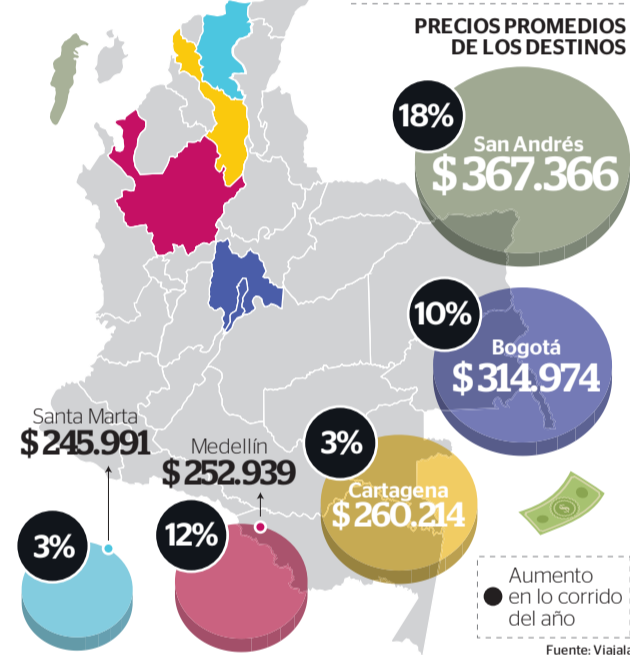 PRECIOS PROMEDIOS
DE LOS DESTINOS
18%
San Andrés
$ 367.366
10%
Bogotá
$ 314.974
3%
Cartagena
$ 260.214
Medellín
$ 252.939
12%
Santa Marta
$ 245.991
3%
Aumento
en lo corrido
del año
Fuente: Viajala